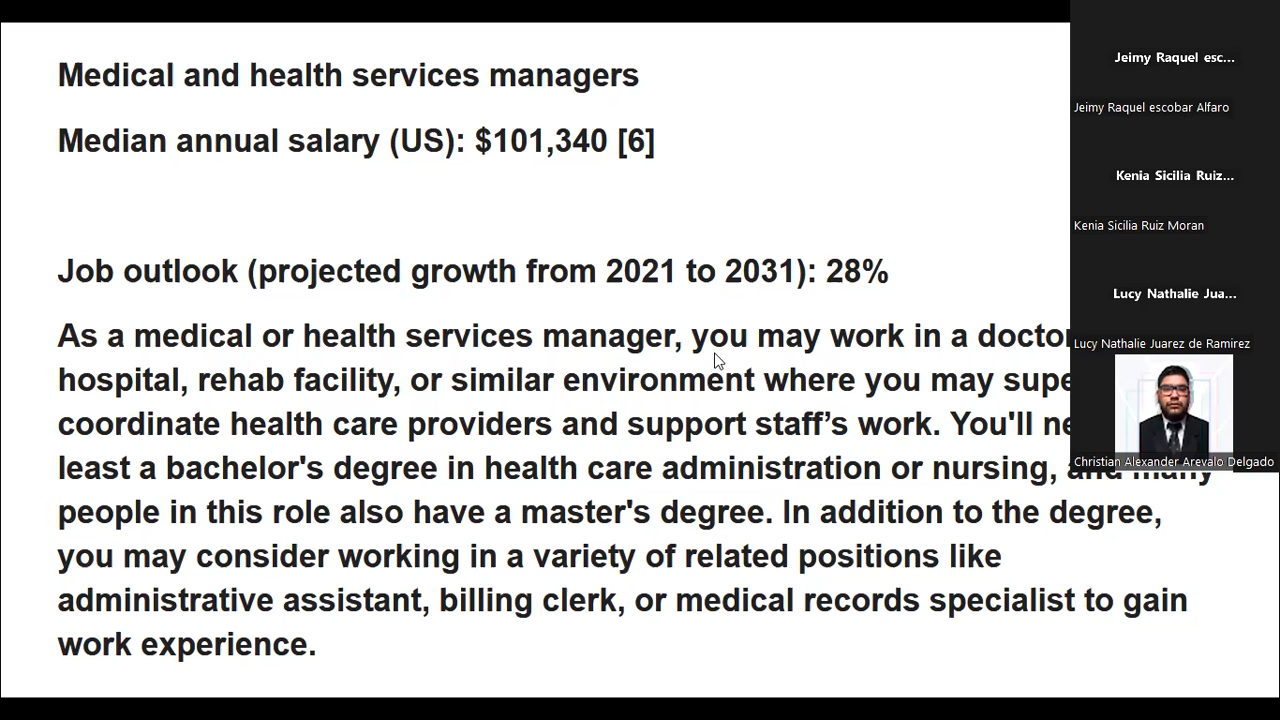 Medical and health services managers
Median annual salary (US): $101,340 [6]
Job outlook (projected growth from 2021 to 2031): 28%
As a medical or health services manager, you may work in a
hospital, rehab facility, or similar environment where you may
coordinate health care providers and support staff’s work. You'll
least a bachelor's degree in health care administration or nursing, and many
people in this role also have a master's degree. In addition to the degree,
you may consider working in a variety of related positions like
administrative assistant, billing clerk, or medical records specialist to gain
work experience.
Jeimy Raquel esc...
Jeimy Raquel escobar Alfaro
Kenia Sicilia Ruiz...
Kenia Sicilia Ruiz Moran
Lucy Nathalie Jua...
Lucy Nathalie Juarez de Ramirez
Christian Alexander Arevalo Delgado